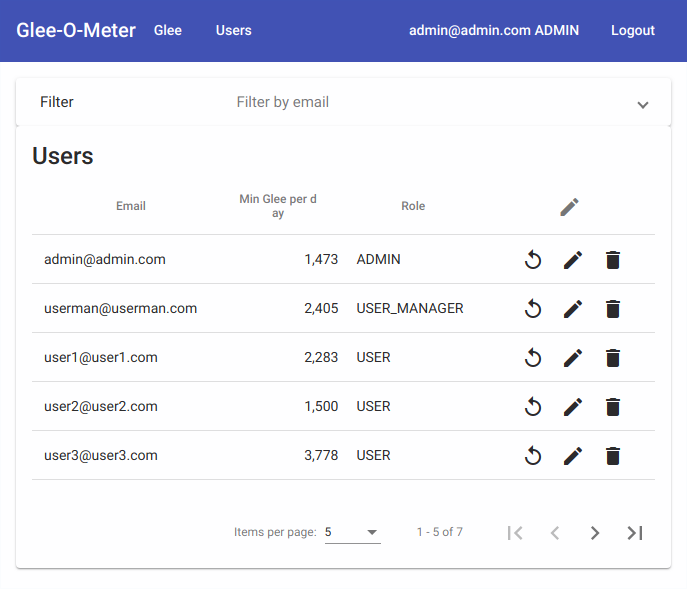 Glee-O-Meter Glee Users admin@admin.com ADMIN Logout
Filter Filter by email
Users
Email Min Glee per d
ay Role
admin@admin.com 1,473 ADMIN
userman@userman.com 2,405 USER_MANAGER
user1@user1.com 2,283 USER
user2@user2.com 1,500 USER
user3@user3.com 3,778 USER
Items per page: 5 1 - 5 of 7